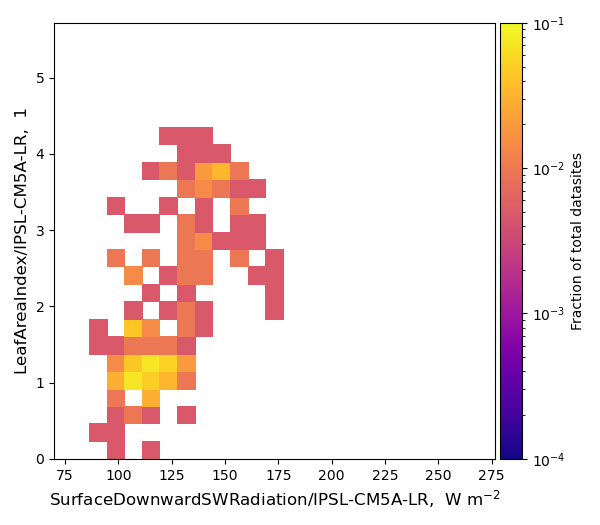 LeafAreaIndex/IPSL-CM5A-LR, 1
5
4
3
2
1
0
75 100 125 150 175 200 225 250 275
SurfaceDownwardSWRadiation/IPSL-CM5A-LR, W m⁻²
10⁻¹
10⁻²
10⁻³
10⁻⁴
Fraction of total datasites